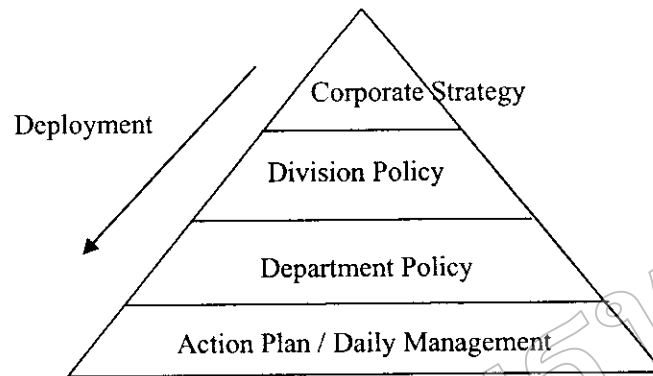 Corporate Strategy
Deployment
Division Policy
Department Policy
Action Plan / Daily Management